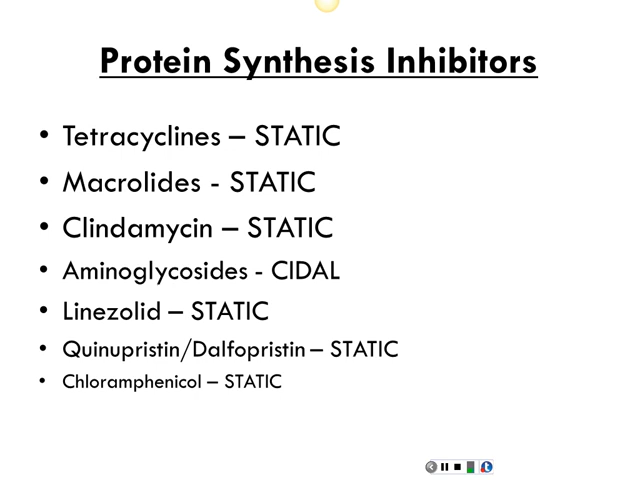 Protein Synthesis Inhibitors
• Tetracyclines – STATIC
• Macrolides - STATIC
• Clindamycin – STATIC
• Aminoglycosides - CIDAL
• Linezolid – STATIC
• Quinupristin/Dalfopristin – STATIC
• Chloramphenicol – STATIC